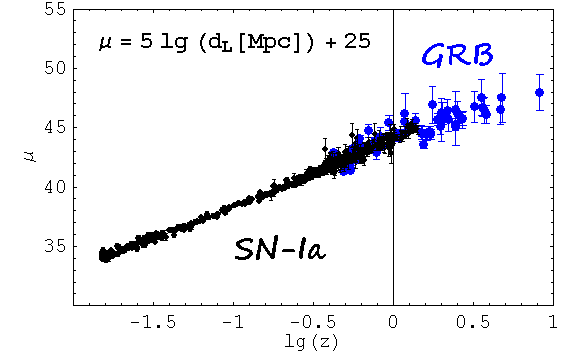 55
μ = 5 lg (dL[Mpc]) + 25
GRB
50
45
μ
40
SN-Ia
35
-1.5 -1 -0.5 0 0.5 1
lg(z)